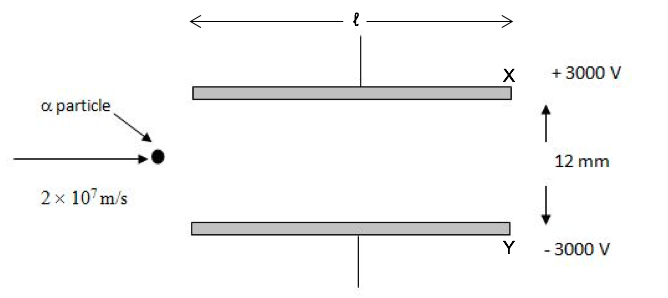 ℓ
X
+ 3000 V
α particle
12 mm
2 × 10⁷ m/s
Y
- 3000 V